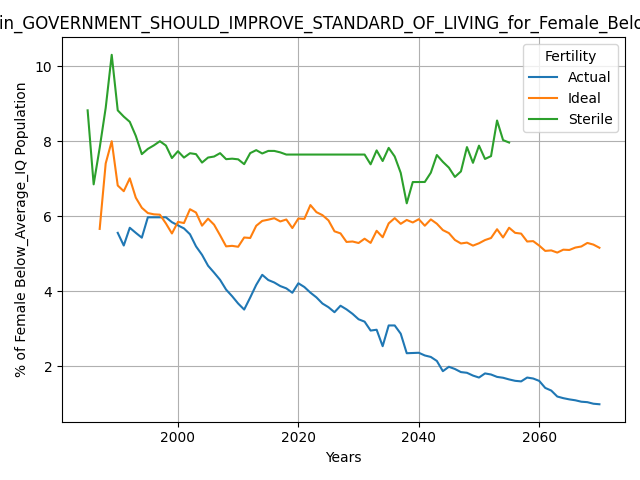 in_GOVERNMENT_SHOULD_IMPROVE_STANDARD_OF_LIVING_for_Female_Belo
Fertility
Actual
Ideal
Sterile
% of Female Below_Average_IQ Population
10
8
6
4
2
2000 2020 2040 2060
Years